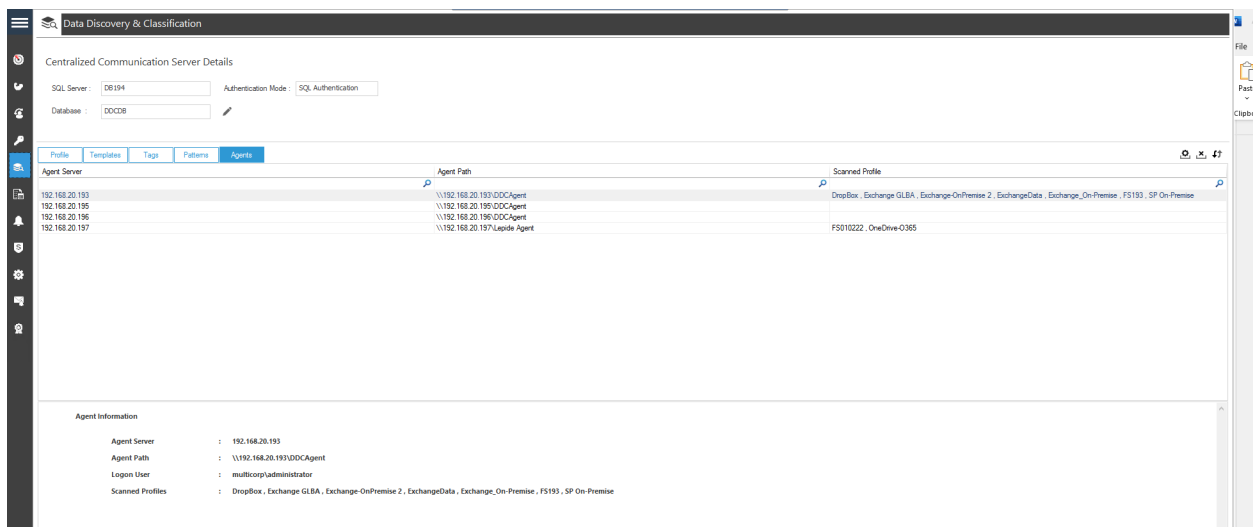 Data Discovery & Classification
File
Centralized Communication Server Details
SQL Server : DB194 Authentication Mode : SQL Authentication
Database : DDCDB
Profile Templates Tags Patterns Agents
Agent Server Agent Path Scanned Profile
192.168.20.193 \\192.168.20.193\DDCAgent DropBox , Exchange GLBA , Exchange-OnPremise 2 , ExchangeData , Exchange_On-Premise , FS193 , SP On-Premise
192.168.20.195 \\192.168.20.195\DDCAgent
192.168.20.196 \\192.168.20.196\DDCAgent
192.168.20.197 \\192.168.20.197\Lepide Agent FS010222 , OneDrive-O365
Agent Information
Agent Server : 192.168.20.193
Agent Path : \\192.168.20.193\DDCAgent
Logon User : multicorp\administrator
Scanned Profiles : DropBox , Exchange GLBA , Exchange-OnPremise 2 , ExchangeData , Exchange_On-Premise , FS193 , SP On-Premise